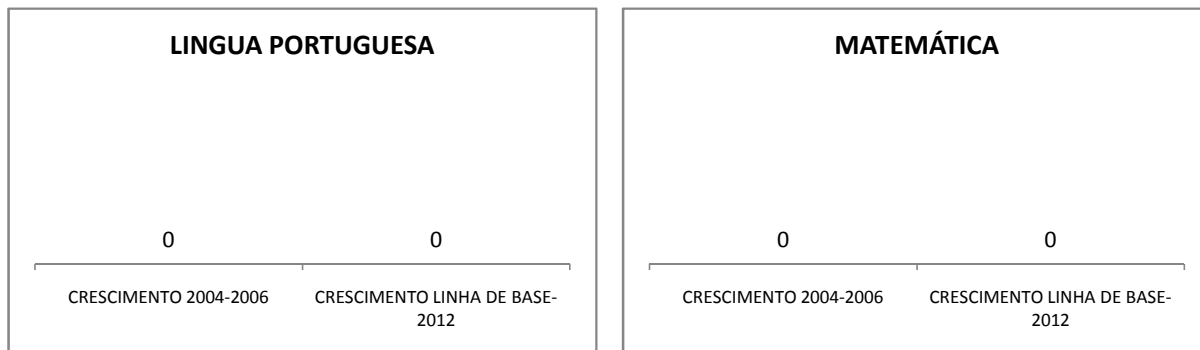 LINGUA PORTUGUESA
0
0
CRESCIMENTO 2004-2006
CRESCIMENTO LINHA DE BASE-
2012
MATEMÁTICA
0
0
CRESCIMENTO 2004-2006
CRESCIMENTO LINHA DE BASE-
2012